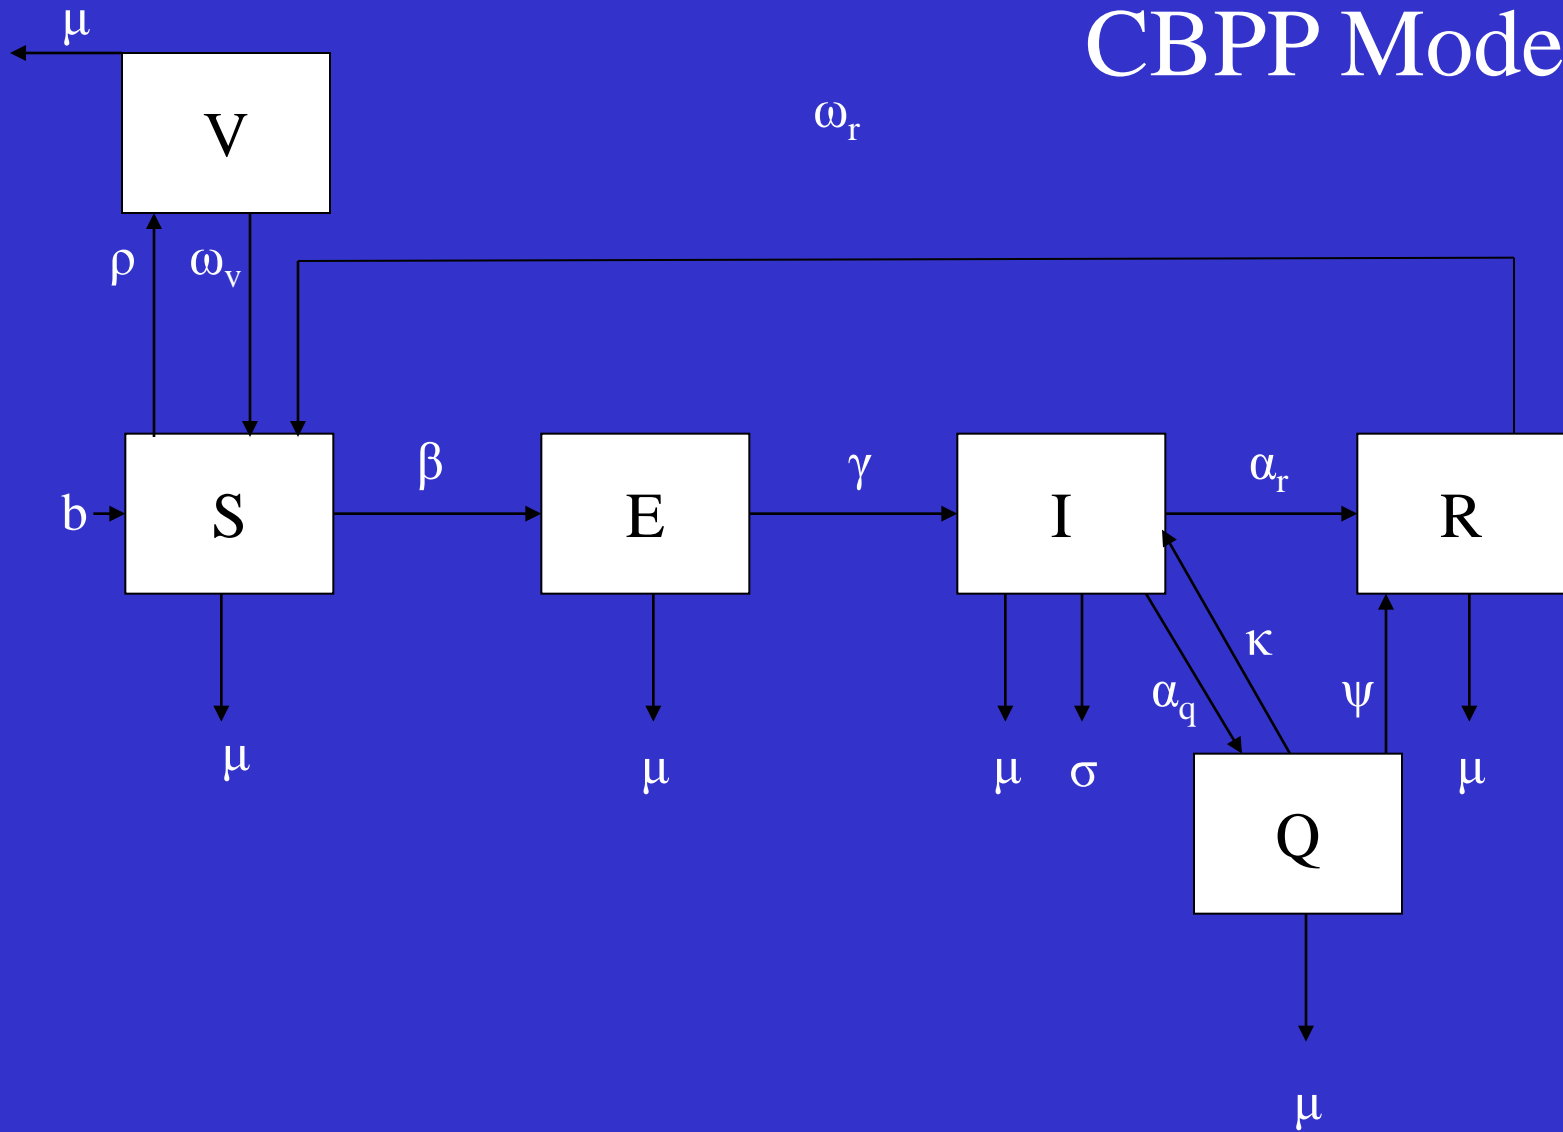 μ
CBPP Mode
ω_r
V
ρ
ω_v
β
γ
α_r
b
S
E
I
R
κ
α_q
ψ
μ
μ
μ
σ
μ
Q
μ